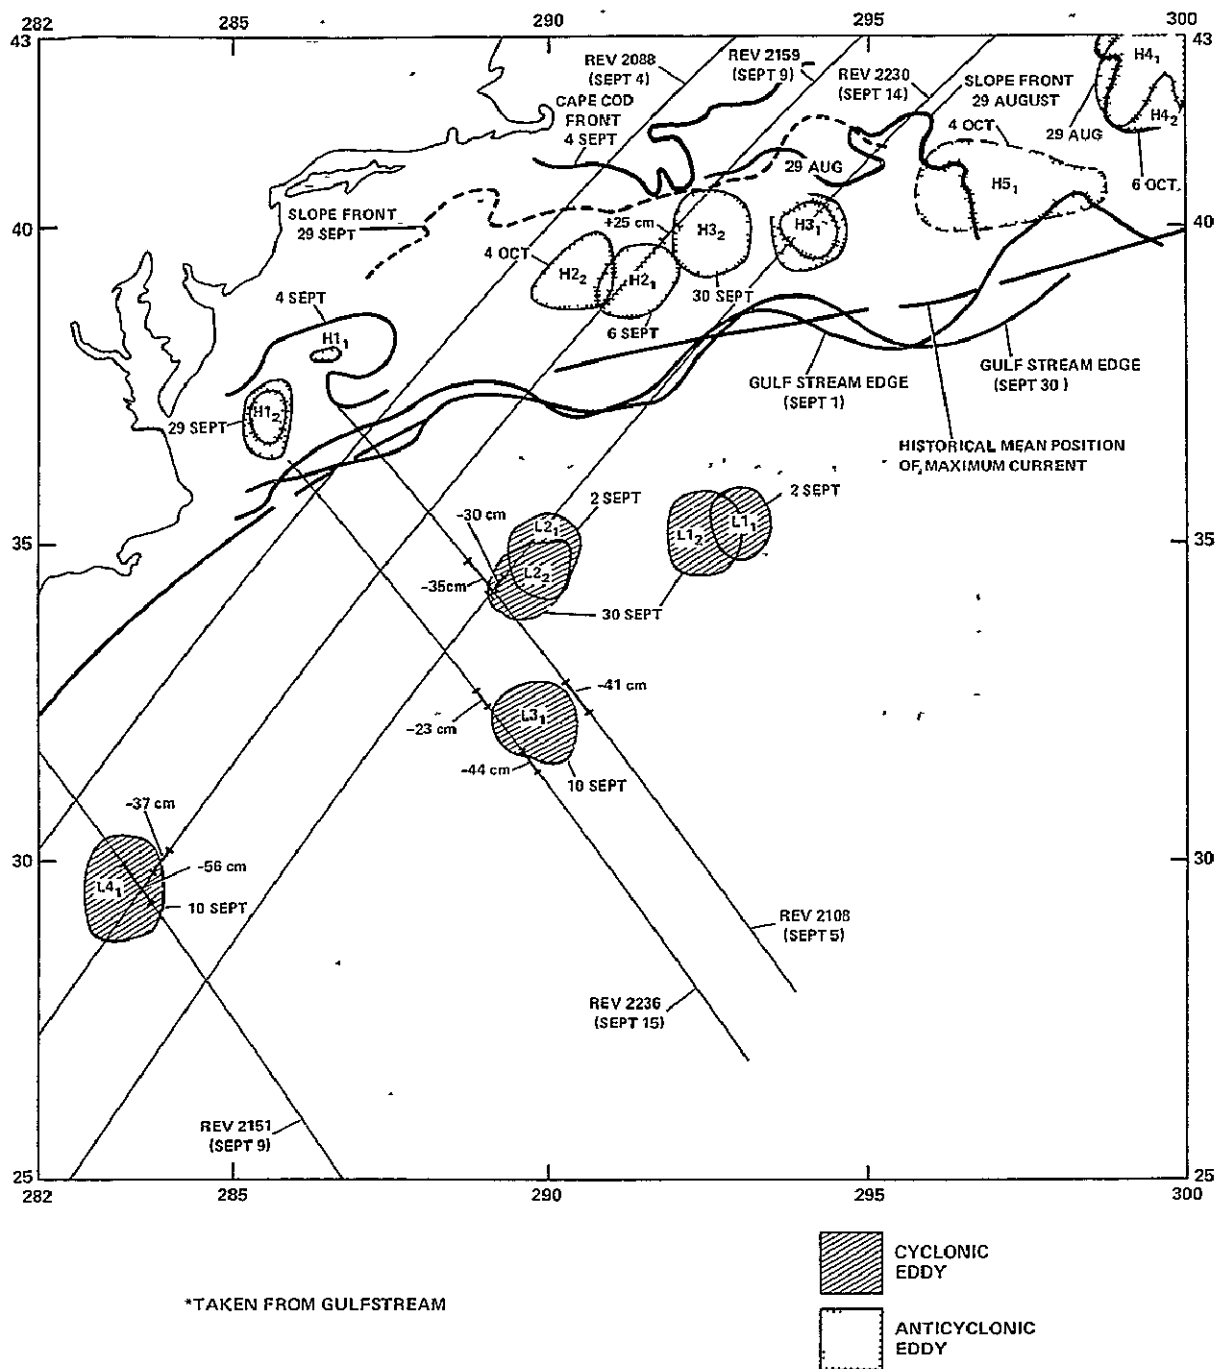 282
285
290
295
300
43
43
REV 2088
(SEPT 4)
REV 2159
(SEPT 9)
REV 2230
(SEPT 14)
SLOPE FRONT
29 AUGUST
CAPE COD
FRONT
4 SEPT
4 OCT
29 AUG
H4₁
H4₂
6 OCT.
29 AUG
H5₁
SLOPE FRONT
29 SEPT
40
40
+25 cm
H3₂
H3₁
4 OCT
H2₂
H2₁
30 SEPT
6 SEPT
4 SEPT
H1₁
H1₂
29 SEPT
GULF STREAM EDGE
(SEPT 1)
GULF STREAM EDGE
(SEPT 30)
HISTORICAL MEAN POSITION
OF MAXIMUM CURRENT
2 SEPT
2 SEPT
-30 cm
L2₁
L2₂
L1₂
L1₁
-35cm
30 SEPT
35
35
-41 cm
-23 cm
L3₁
-44 cm
10 SEPT
-37 cm
-56 cm
L4₁
10 SEPT
30
30
REV 2108
(SEPT 5)
REV 2236
(SEPT 15)
REV 2151
(SEPT 9)
25
25
282
285
290
295
300
CYCLONIC
EDDY
*TAKEN FROM GULFSTREAM
ANTICYCLONIC
EDDY